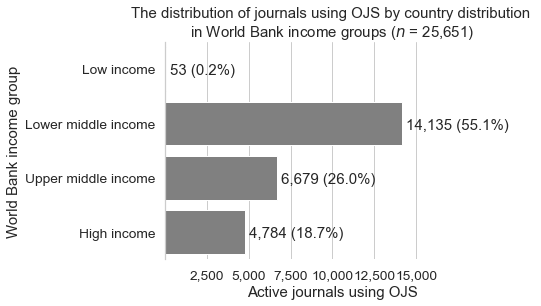 The distribution of journals using OJS by country distribution
in World Bank income groups (n = 25,651)
World Bank income group
Low income 53 (0.2%)
Lower middle income 14,135 (55.1%)
Upper middle income 6,679 (26.0%)
High income 4,784 (18.7%)
2,500 5,000 7,500 10,000 12,500 15,000
Active journals using OJS